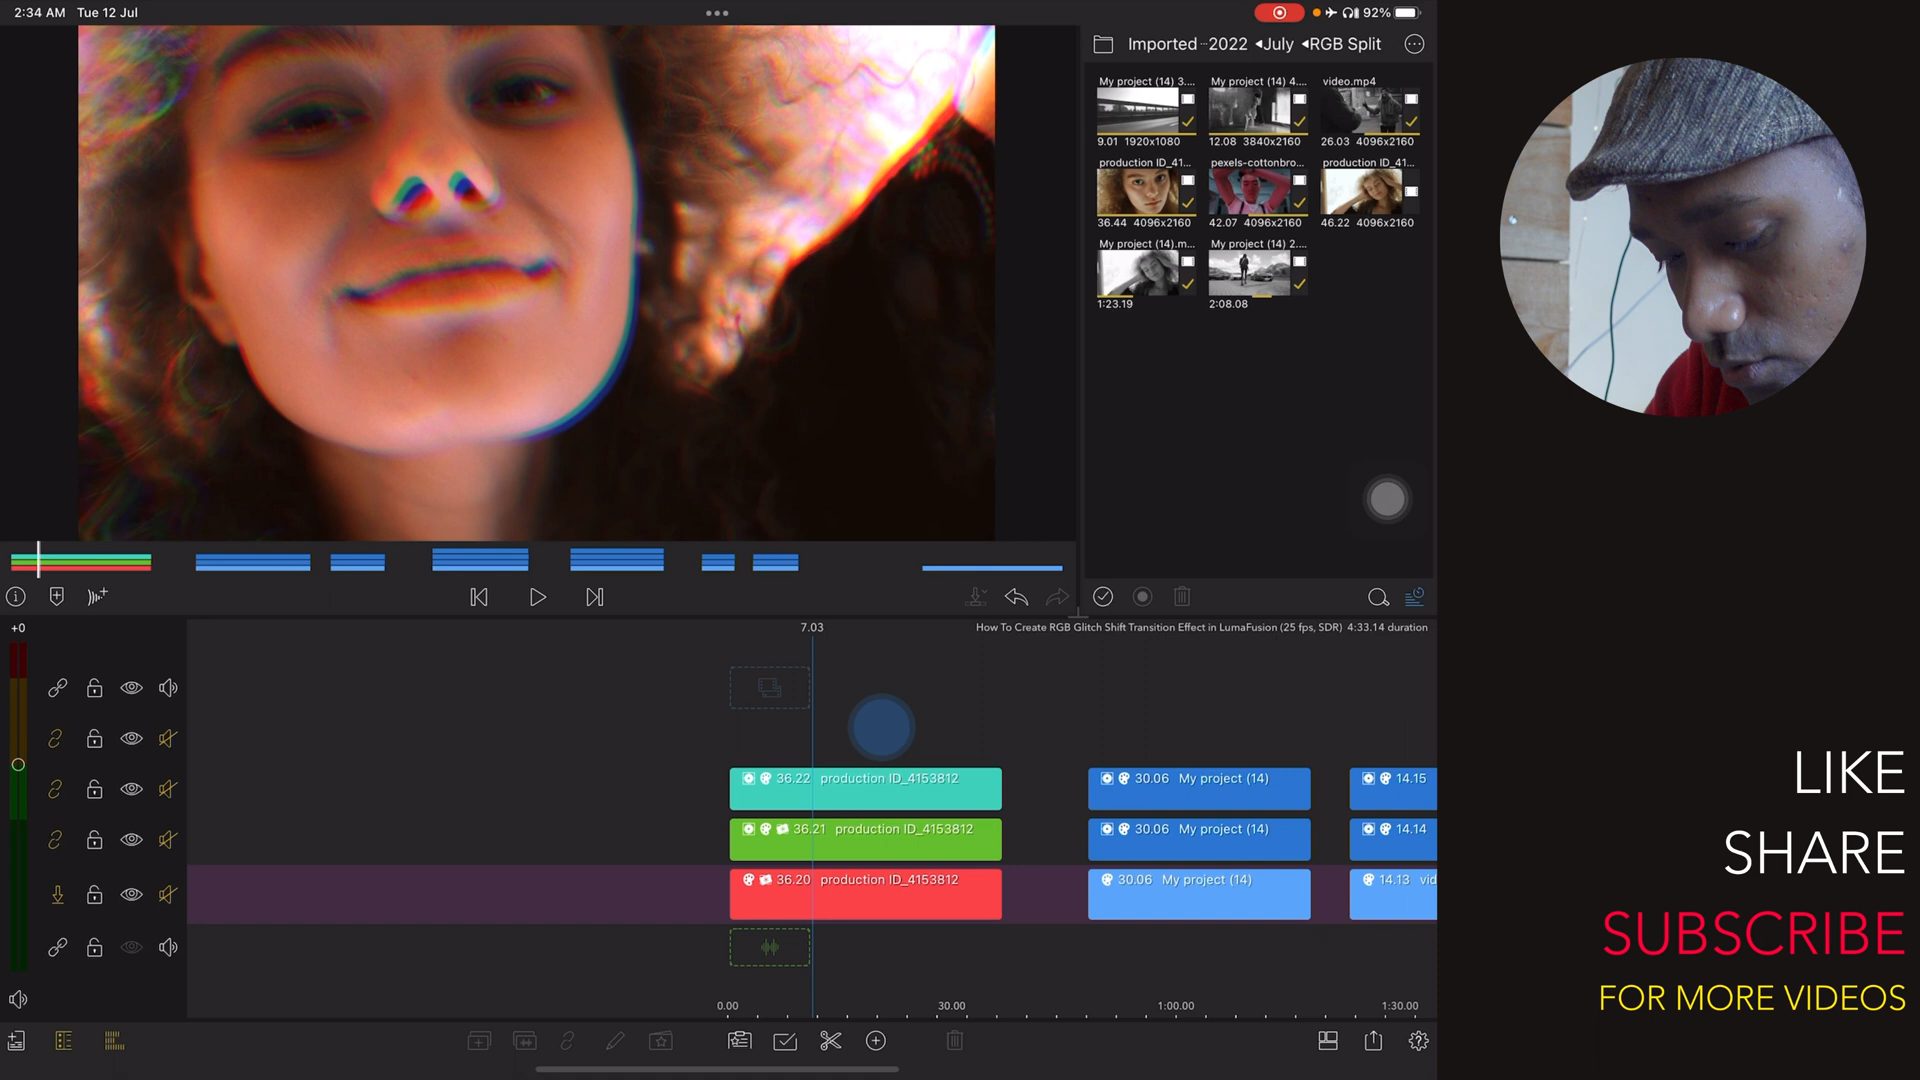 2:34 AM Tue 12 Jul
92%
Imported ··2022 ◂July ◂RGB Split
My project (14) 3....
My project (14) 4....
video.mp4
9.01 1920x1080
12.08 3840x2160
26.03 4096x2160
production ID_41...
pexels-cottonbro...
production ID_41...
36.44 4096x2160
42.07 4096x2160
46.22 4096x2160
My project (14).m...
My project (14) 2....
1:23.19
2:08.08
+0
7.03
How To Create RGB Glitch Shift Transition Effect in LumaFusion (25 fps, SDR) 4:33.14 duration
36.22 production ID_4153812
30.06 My project (14)
14.15
36.21 production ID_4153812
30.06 My project (14)
14.14
36.20 production ID_4153812
30.06 My project (14)
14.13 vid
0.00
30.00
1:00.00
1:30.00
LIKE
SHARE
SUBSCRIBE
FOR MORE VIDEOS